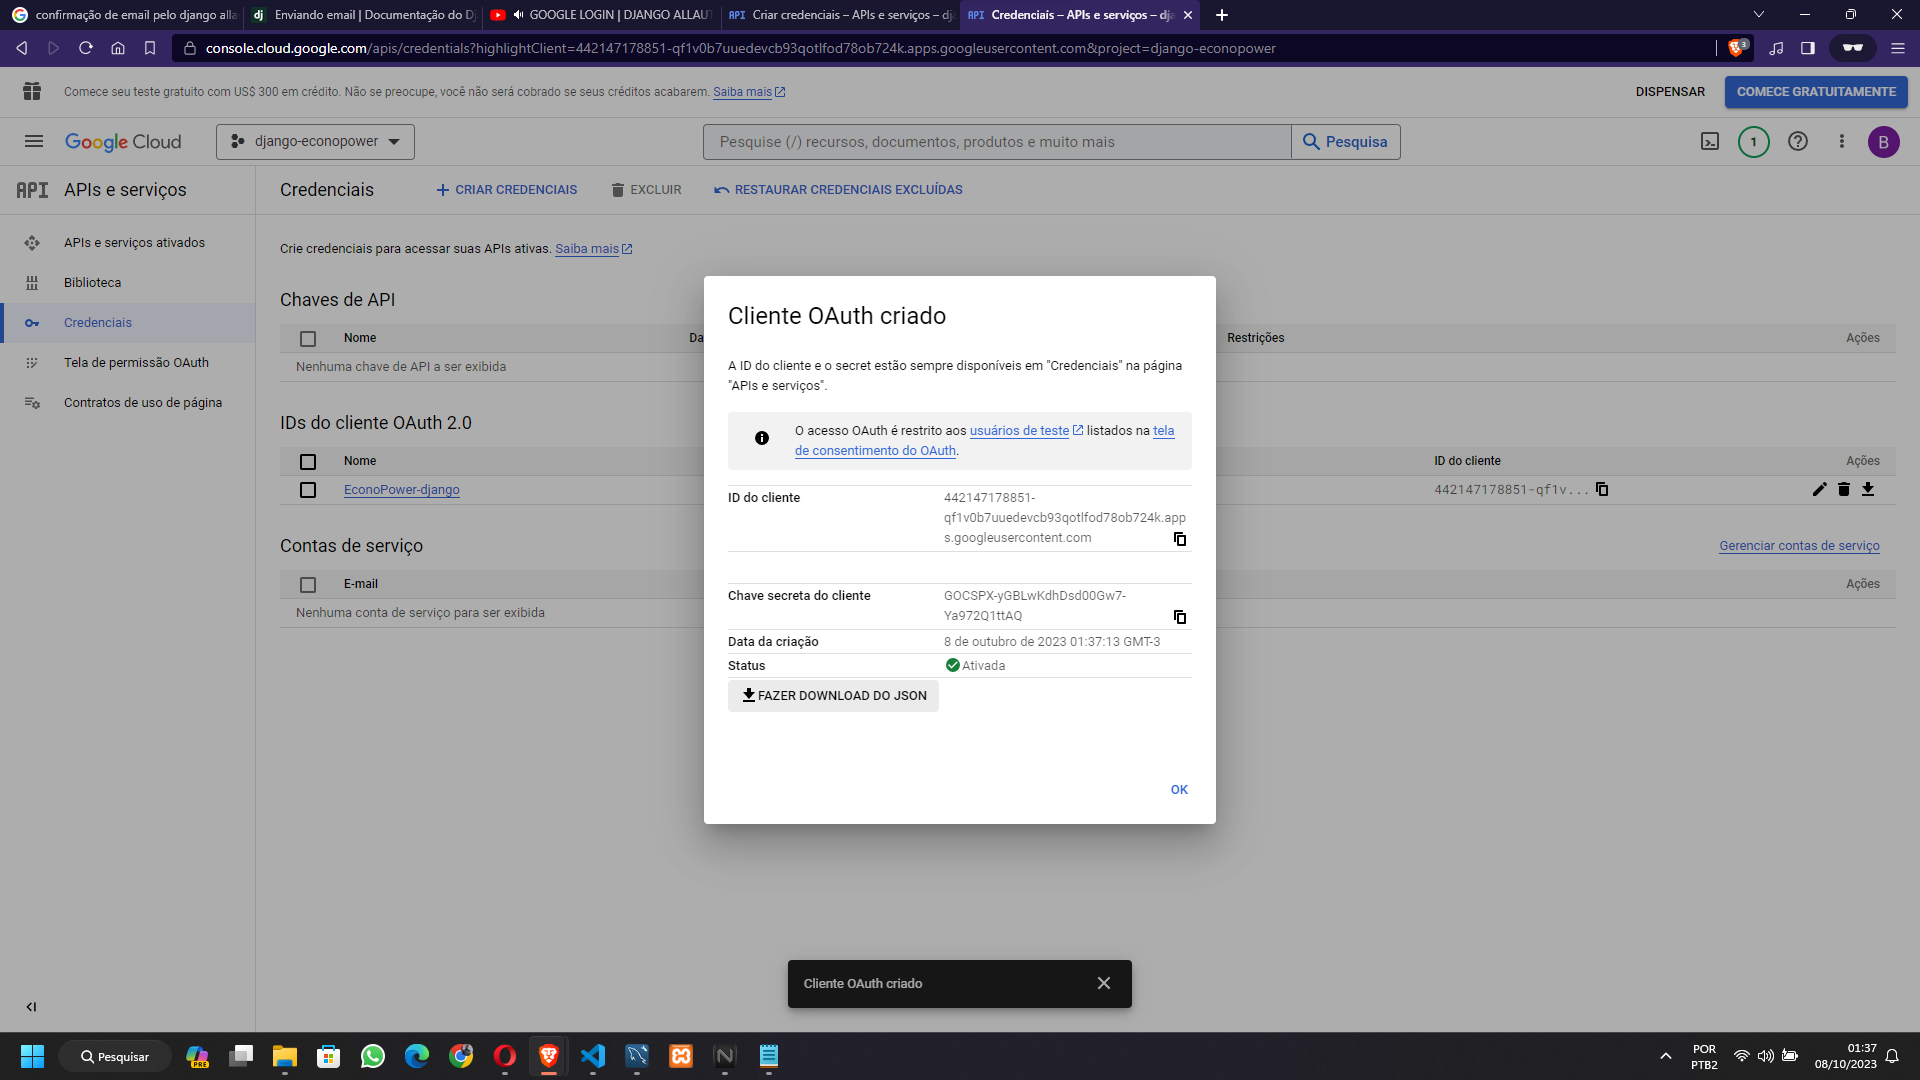 confirmação de email pelo django alla
Enviando email | Documentação do D
GOOGLE LOGIN | DJANGO ALLAUT
API Criar credenciais – APIs e serviços – dj
API Credenciais – APIs e serviços – dj
console.cloud.google.com/apis/credentials?highlightClient=442147178851-qf1v0b7uuedevcb93qotlfod78ob724k.apps.googleusercontent.com&project=django-econopower
3
Comece seu teste gratuito com US$ 300 em crédito. Não se preocupe, você não será cobrado se seus créditos acabarem. Saiba mais
DISPENSAR
COMECE GRATUITAMENTE
Google Cloud
django-econopower
Pesquise (/) recursos, documentos, produtos e muito mais
Pesquisa
1
B
API APIs e serviços
Credenciais
CRIAR CREDENCIAIS
EXCLUIR
RESTAURAR CREDENCIAIS EXCLUÍDAS
APIs e serviços ativados
Biblioteca
Credenciais
Tela de permissão OAuth
Contratos de uso de página
Crie credenciais para acessar suas APIs ativas. Saiba mais
Chaves de API
Nome
Da
Restrições
Ações
Nenhuma chave de API a ser exibida
IDs do cliente OAuth 2.0
Nome
ID do cliente
Ações
EconoPower-django
442147178851-qf1v...
Contas de serviço
Gerenciar contas de serviço
E-mail
Ações
Nenhuma conta de serviço para ser exibida
Cliente OAuth criado
A ID do cliente e o secret estão sempre disponíveis em "Credenciais" na página
"APIs e serviços".
O acesso OAuth é restrito aos usuários de teste listados na tela
de consentimento do OAuth.
ID do cliente
442147178851-
qf1v0b7uuedevcb93qotlfod78ob724k.app
s.googleusercontent.com
Chave secreta do cliente
GOCSPX-yGBLwKdhDsd00Gw7-
Ya972Q1ttAQ
Data da criação
8 de outubro de 2023 01:37:13 GMT-3
Status
Ativada
FAZER DOWNLOAD DO JSON
OK
Cliente OAuth criado
Pesquisar
PRE
POR
PTB2
01:37
08/10/2023